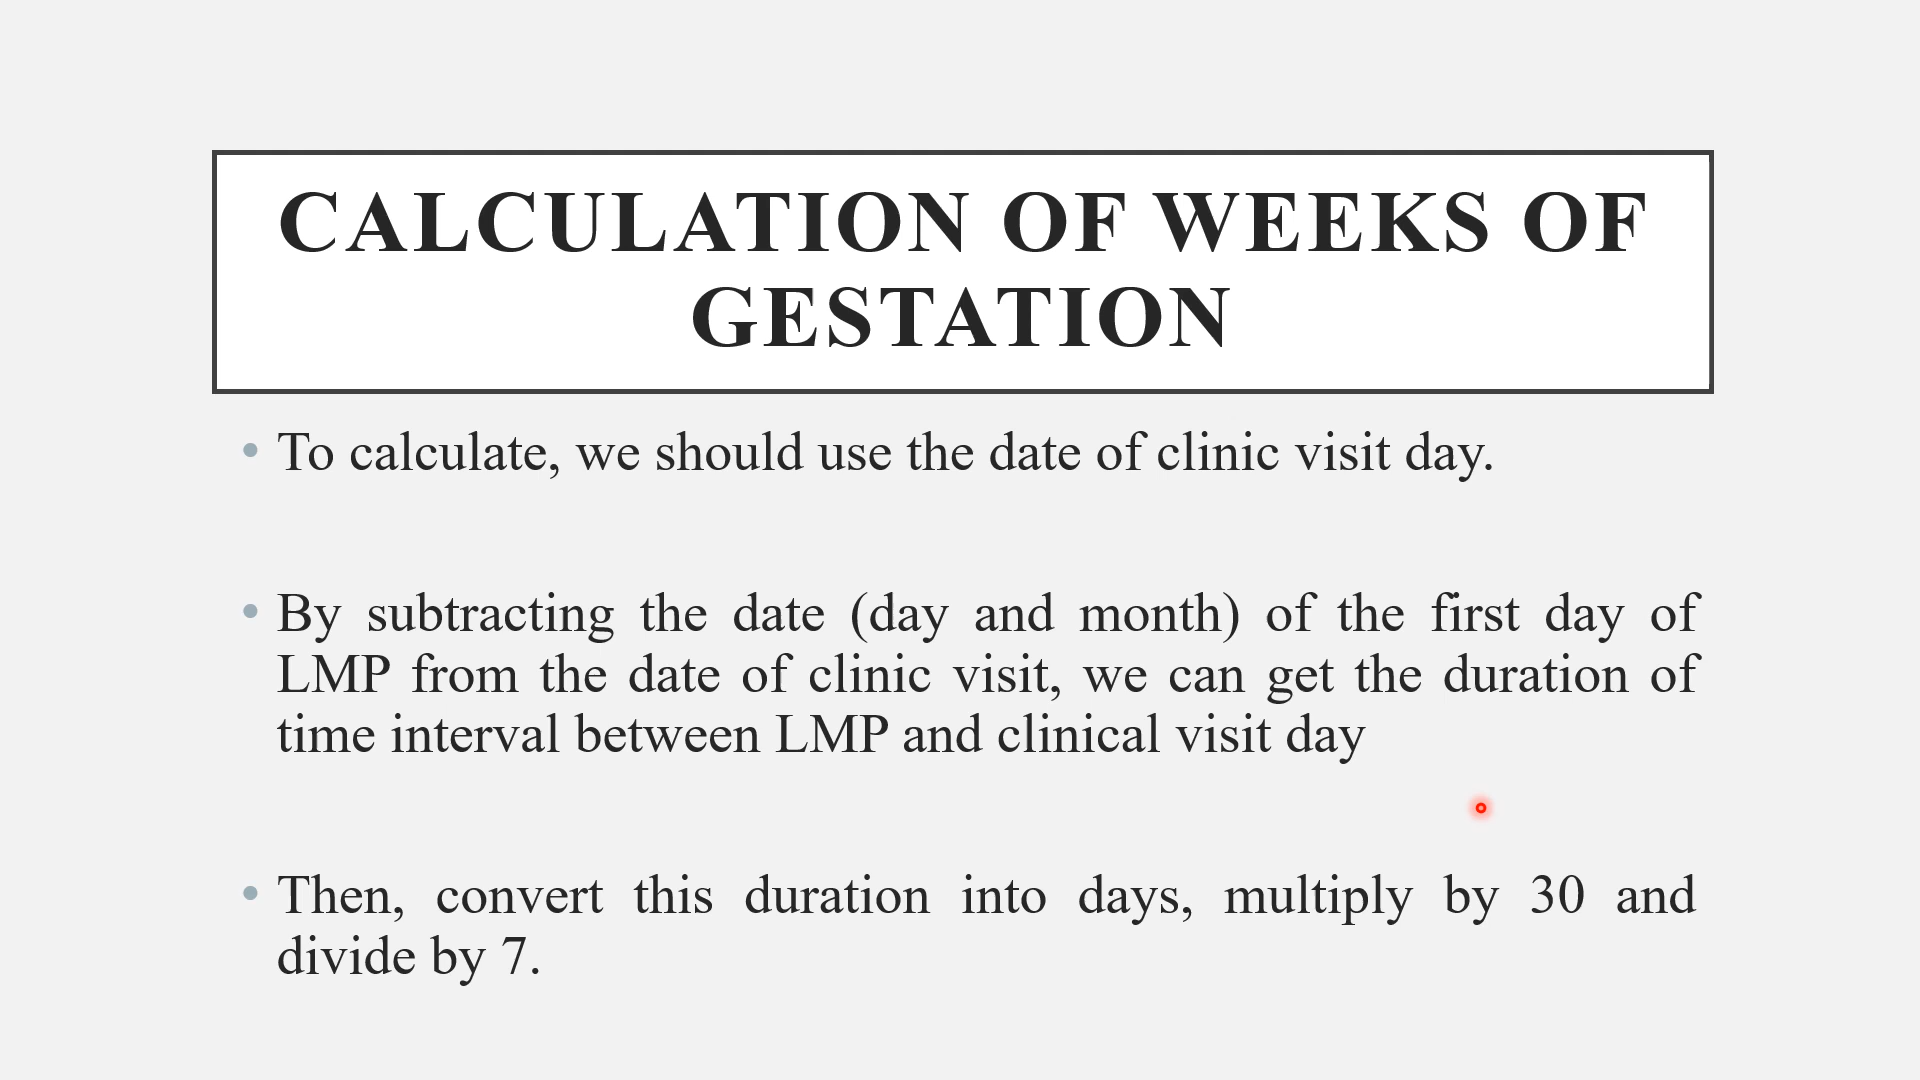 CALCULATION OF WEEKS OF
GESTATION
• To calculate, we should use the date of clinic visit day.
• By subtracting the date (day and month) of the first day of
LMP from the date of clinic visit, we can get the duration of
time interval between LMP and clinical visit day
• Then, convert this duration into days, multiply by 30 and
divide by 7.